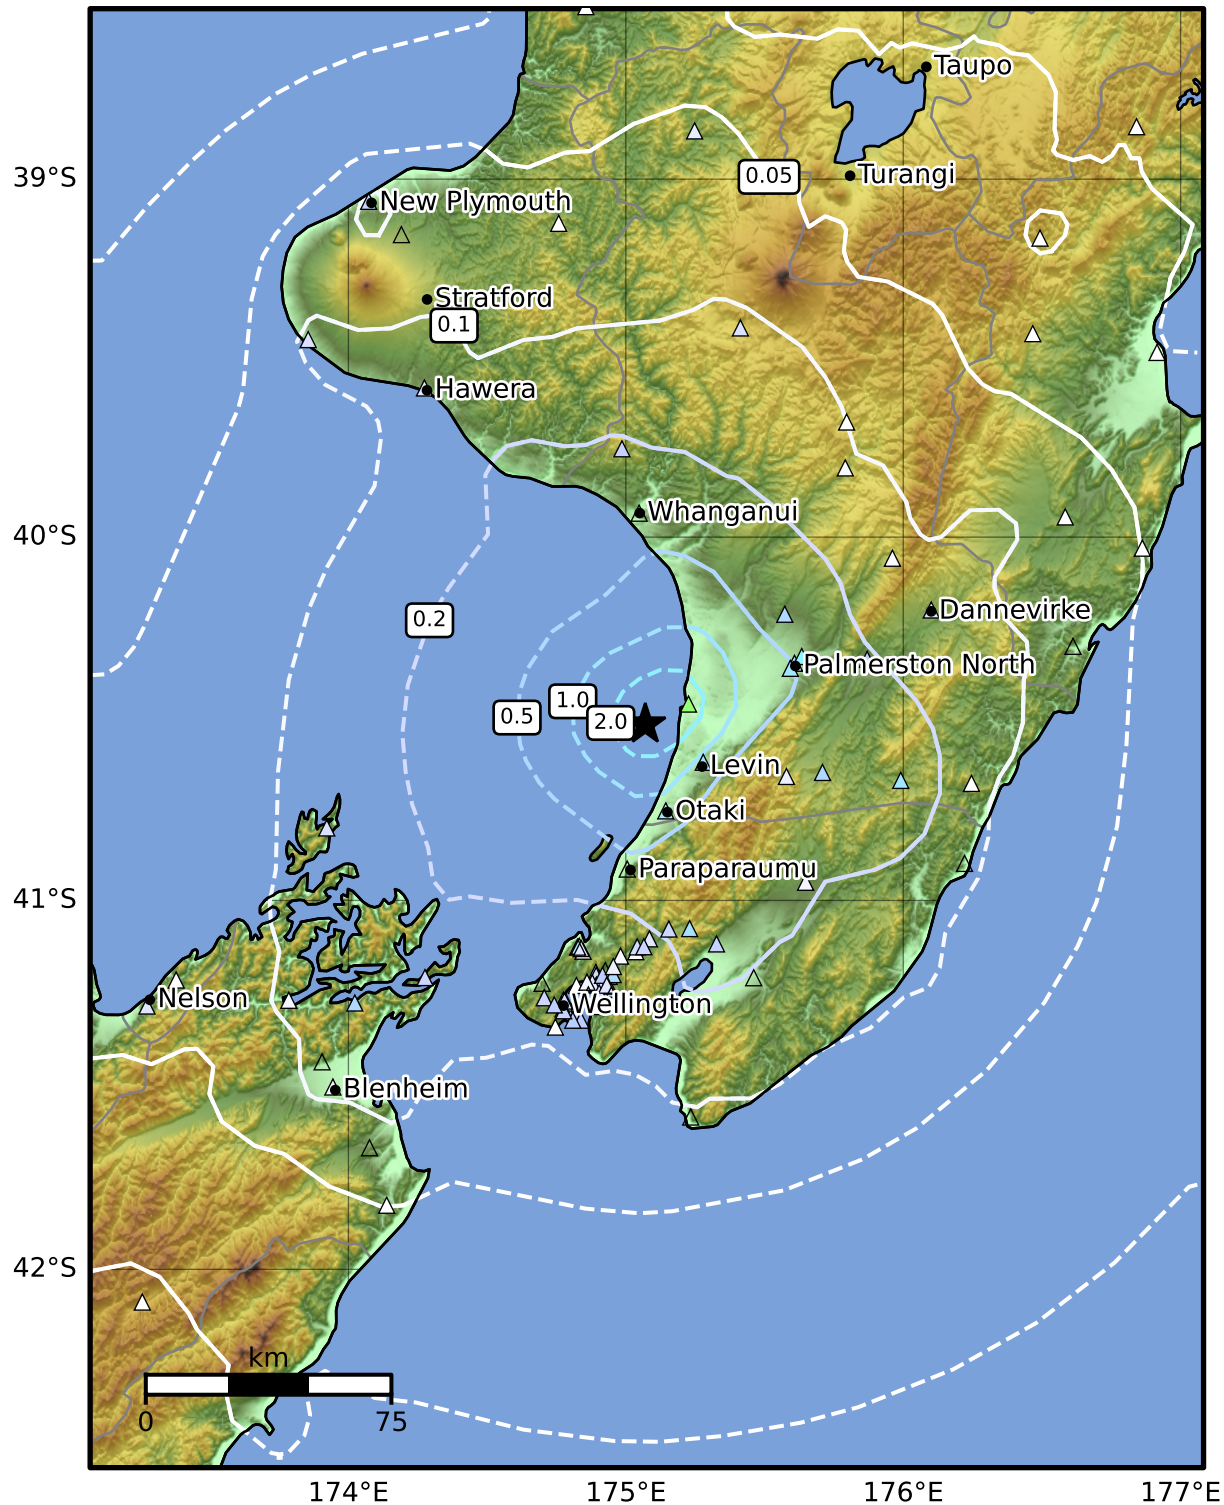 Taupo
39°S
0.05
Turangi
New Plymouth
Stratford
0.1
Hawera
Whanganui
40°S
0.2
Dannevirke
Palmerston North
0.5
1.0
2.0
Levin
Otaki
Paraparaumu
41°S
Nelson
Wellington
Blenheim
42°S
km
0
75
174°E
175°E
176°E
177°E